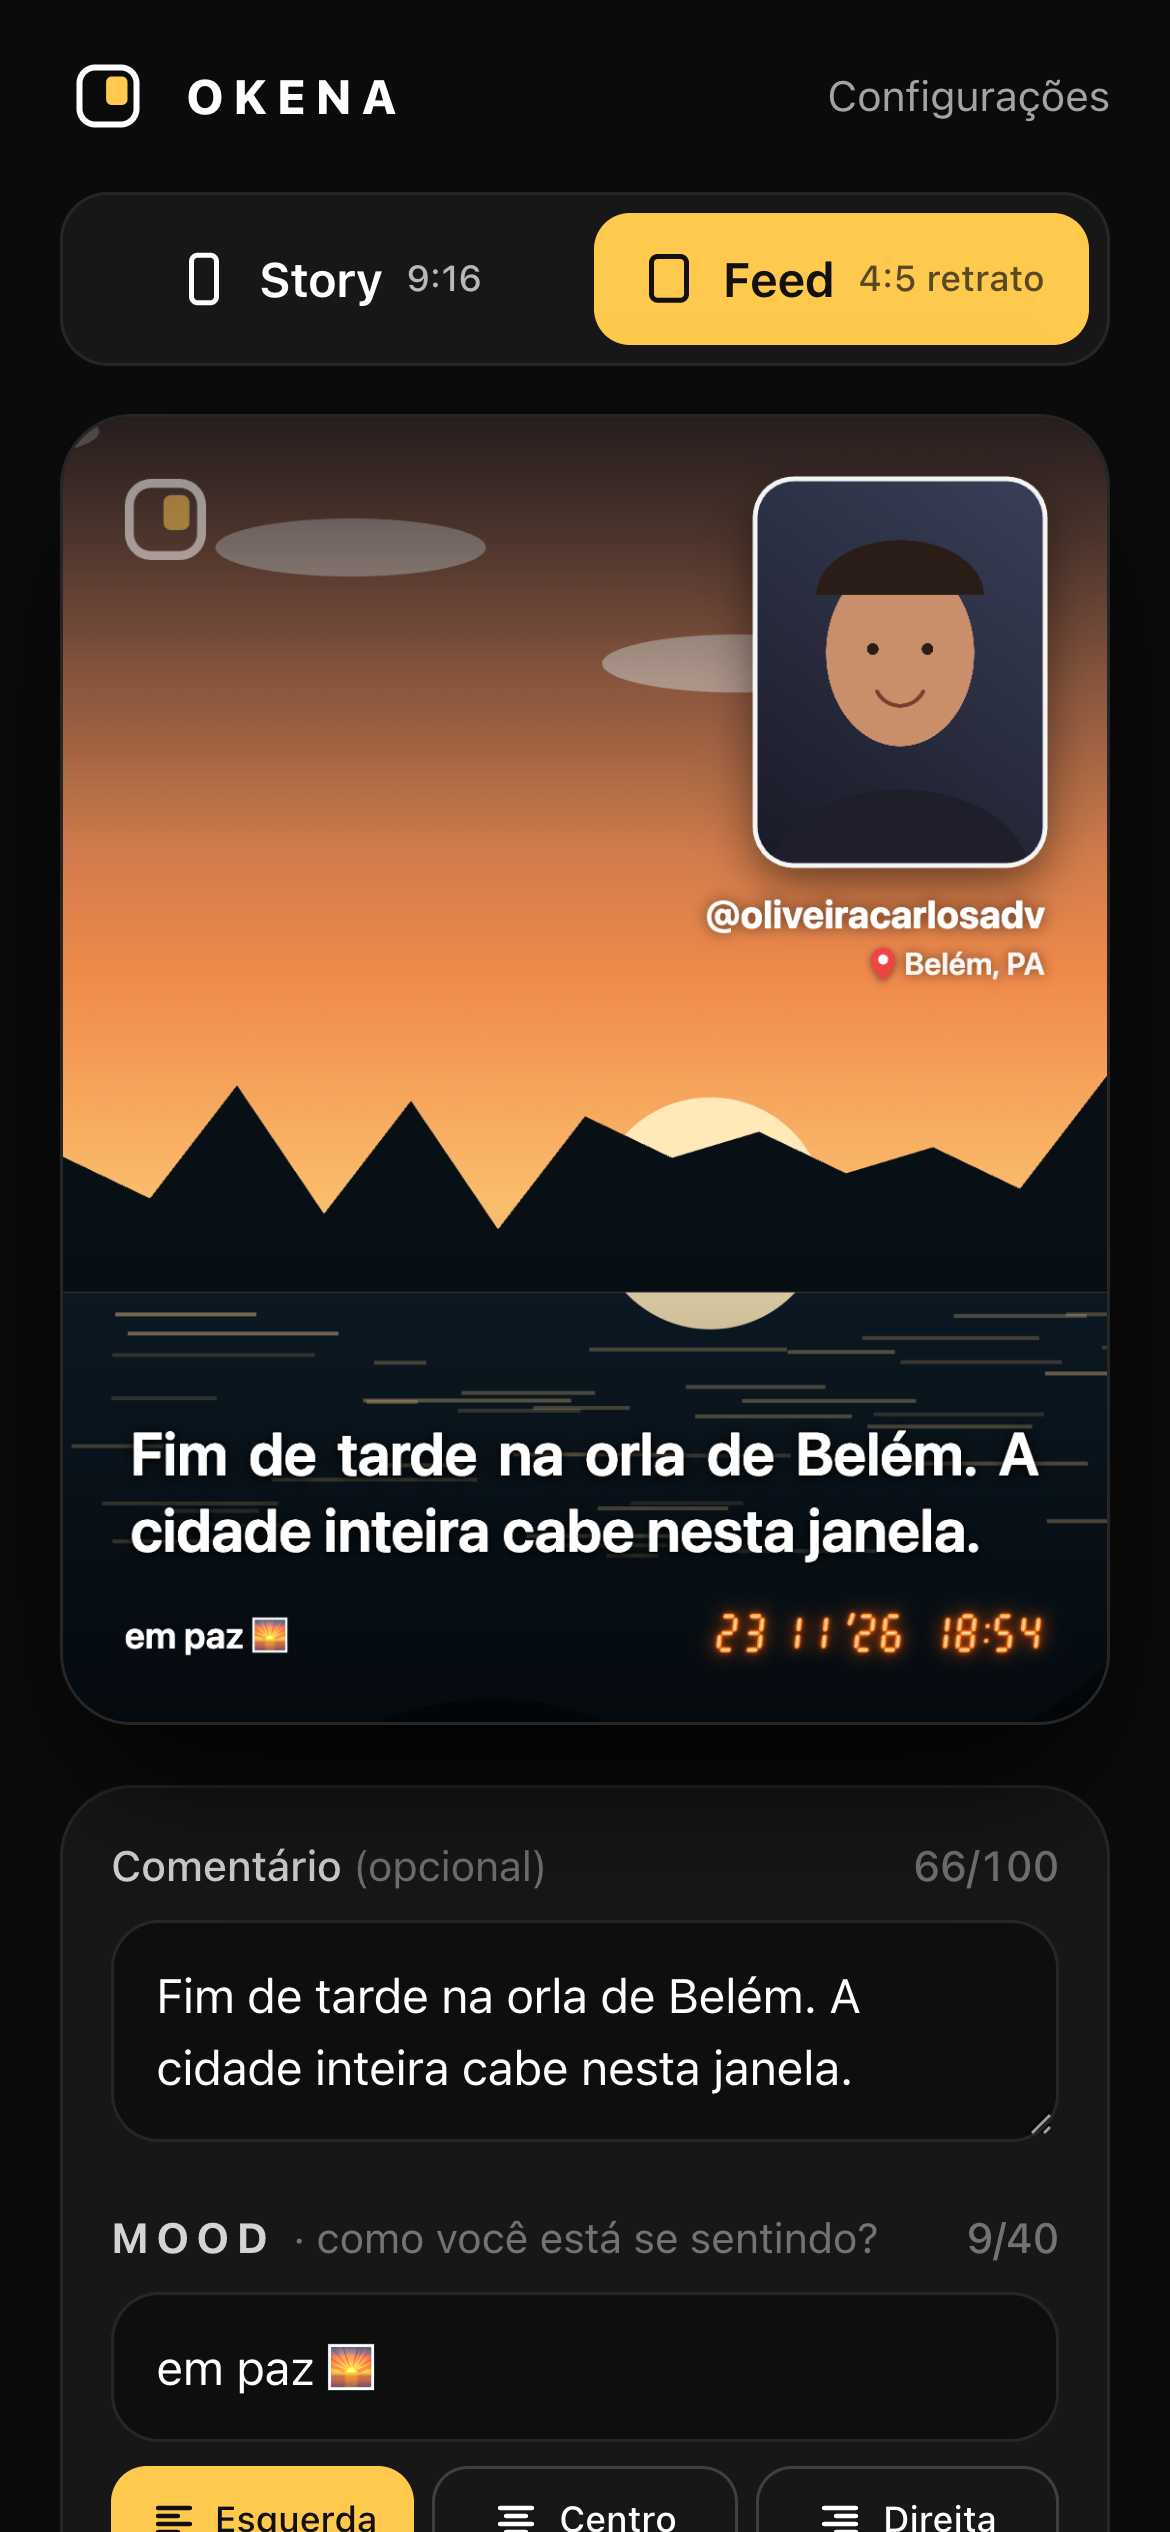 OKENA
Configurações
Story 9:16
Feed 4:5 retrato
@oliveiracarlosadv
📍 Belém, PA
Fim de tarde na orla de Belém. A
cidade inteira cabe nesta janela.
em paz 🌅
23 11 '26 18:54
Comentário (opcional)
66/100
Fim de tarde na orla de Belém. A
cidade inteira cabe nesta janela.
MOOD · como você está se sentindo?
9/40
em paz 🌅
Esquerda
Centro
Direita